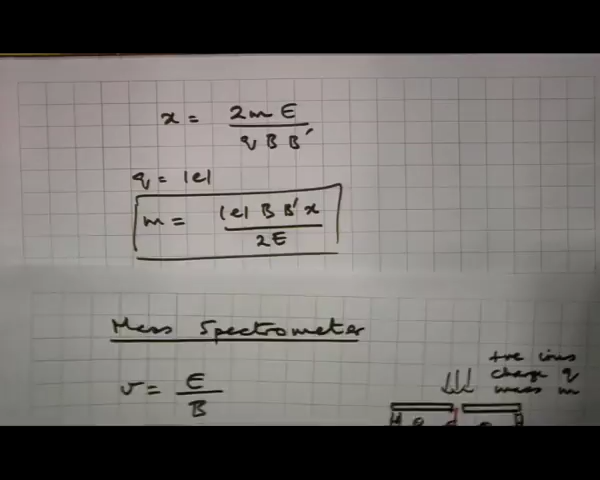 x = 2mE / qBB'
q = |e|
m = |e| B B' x / 2E
Mass Spectrometer
+ve ions
charge q
mass m
v = E / B